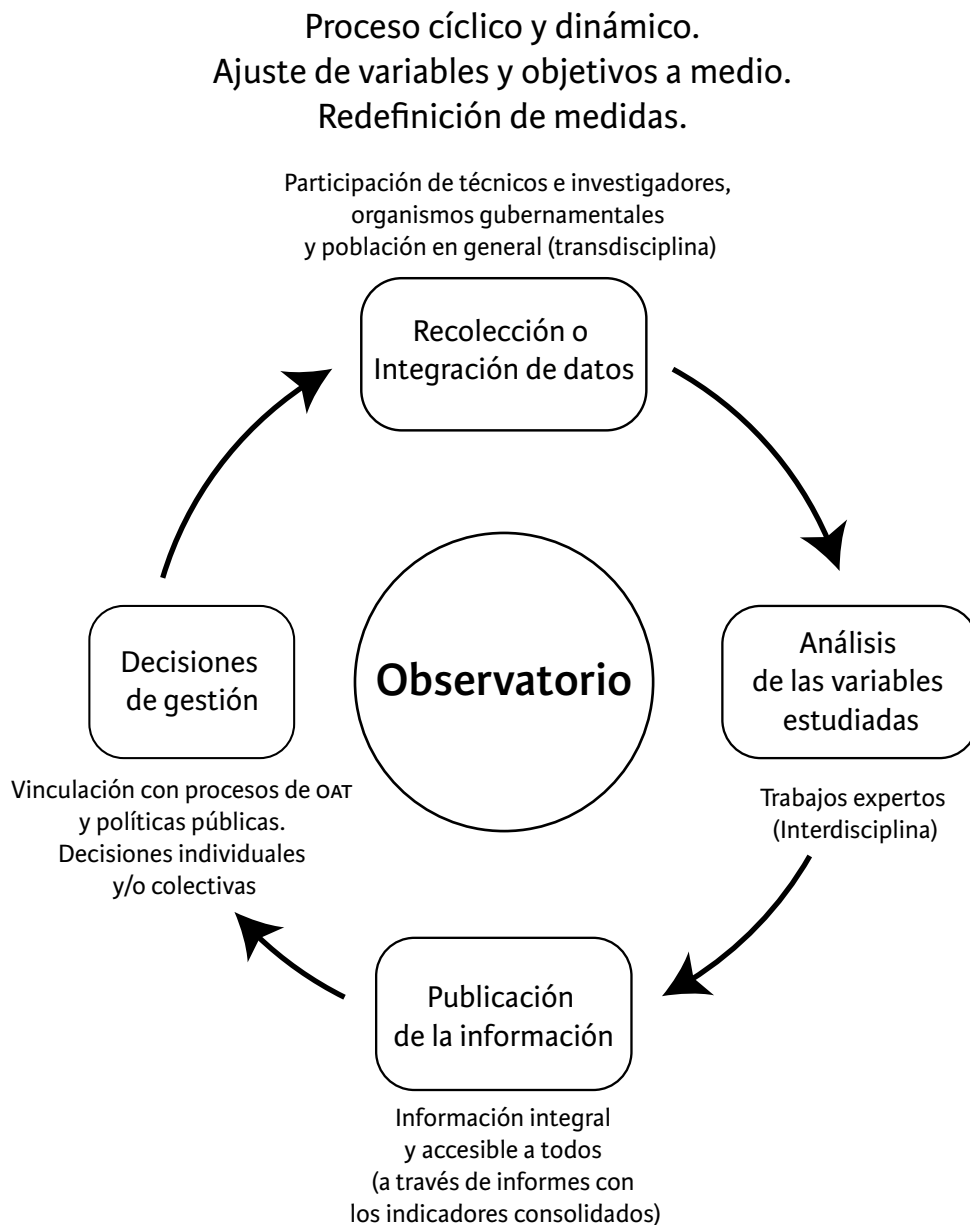 Proceso cíclico y dinámico.
Ajuste de variables y objetivos a medio.
Redefinición de medidas.
Participación de técnicos e investigadores,
organismos gubernamentales
y población en general (transdisciplina)
Recolección o
Integración de datos
Análisis
de las variables
estudiadas
Trabajos expertos
(Interdisciplina)
Publicación
de la información
Información integral
y accesible a todos
(a través de informes con
los indicadores consolidados)
Decisiones
de gestión
Vinculación con procesos de OAT
y políticas públicas.
Decisiones individuales
y/o colectivas
Observatorio